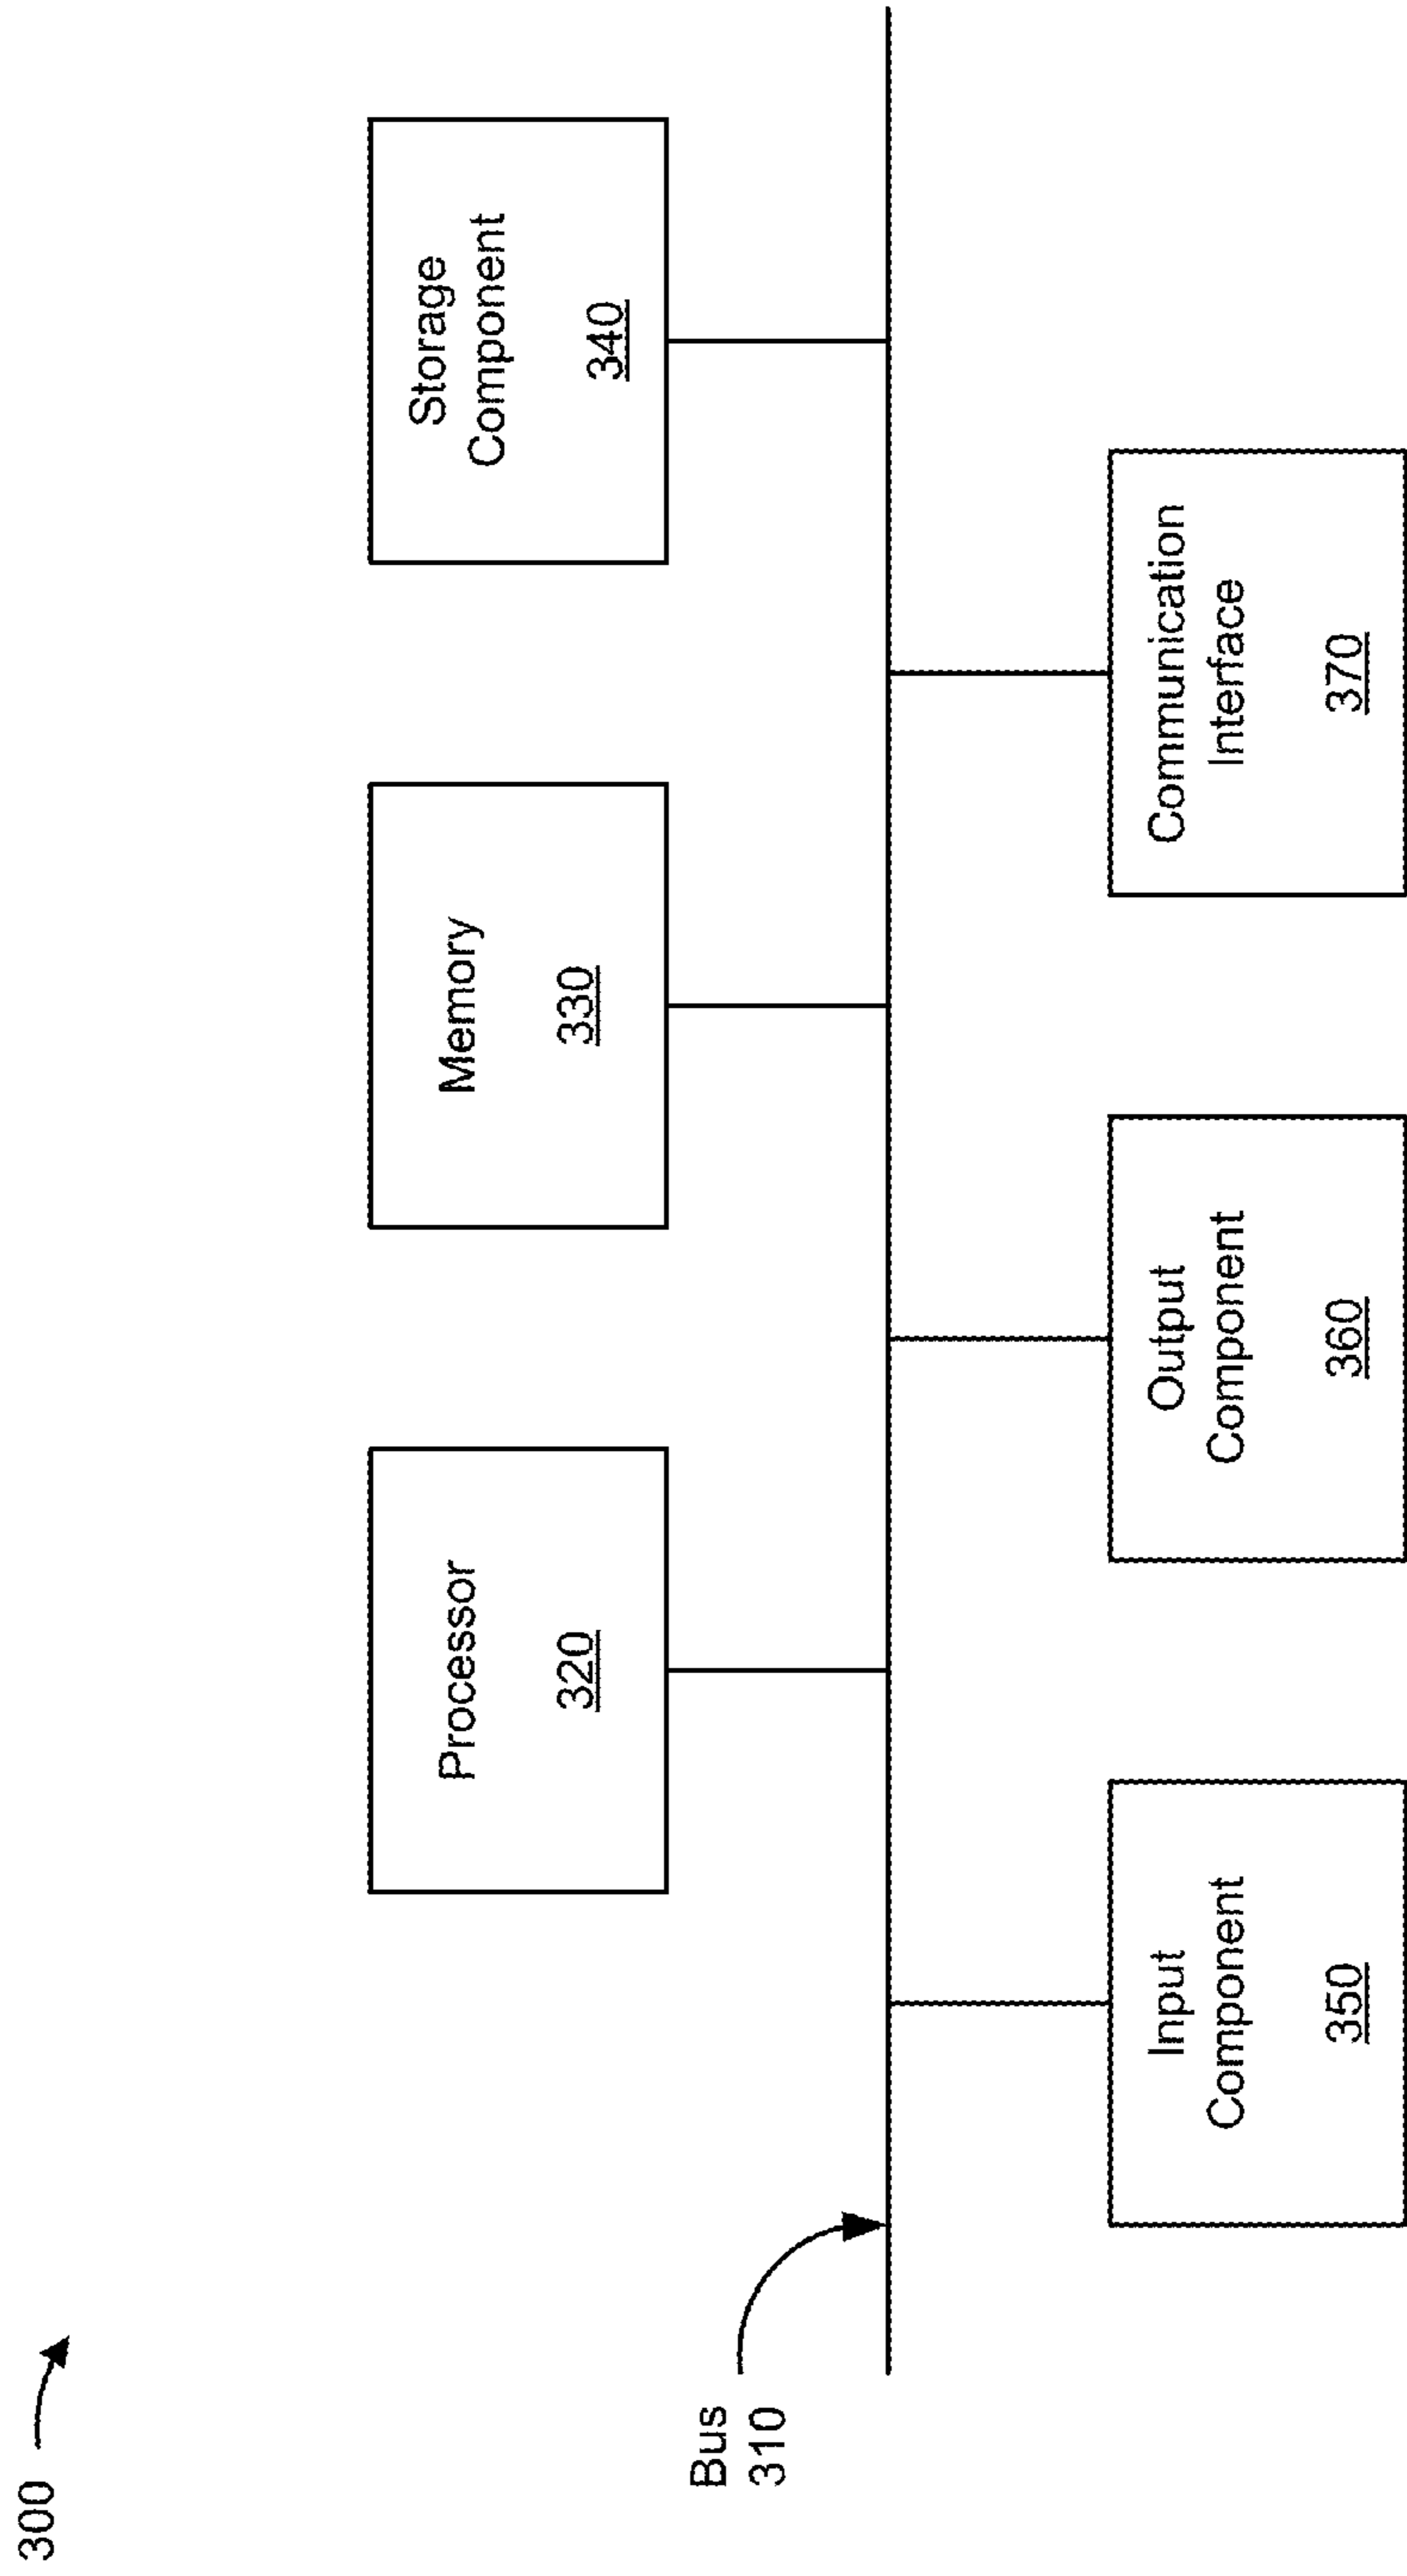 300
Bus
310
Processor
320
Memory
330
Storage
Component
340
Input
Component
350
Output
Component
360
Communication
Interface
370